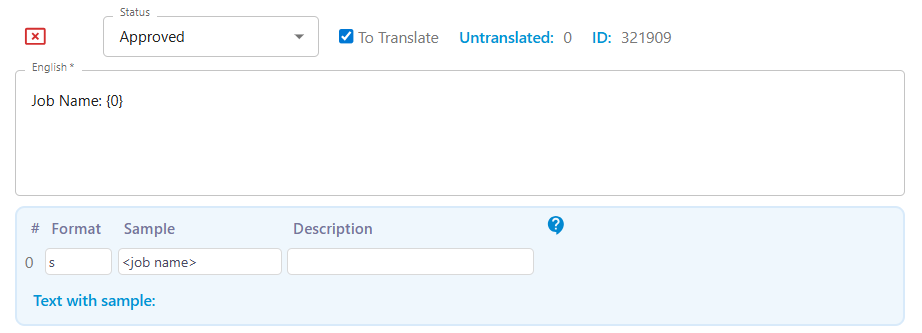 Status
Approved
To Translate Untranslated: 0 ID: 321909
English *
Job Name: {0}
# Format Sample Description
0 s <job name>
Text with sample: